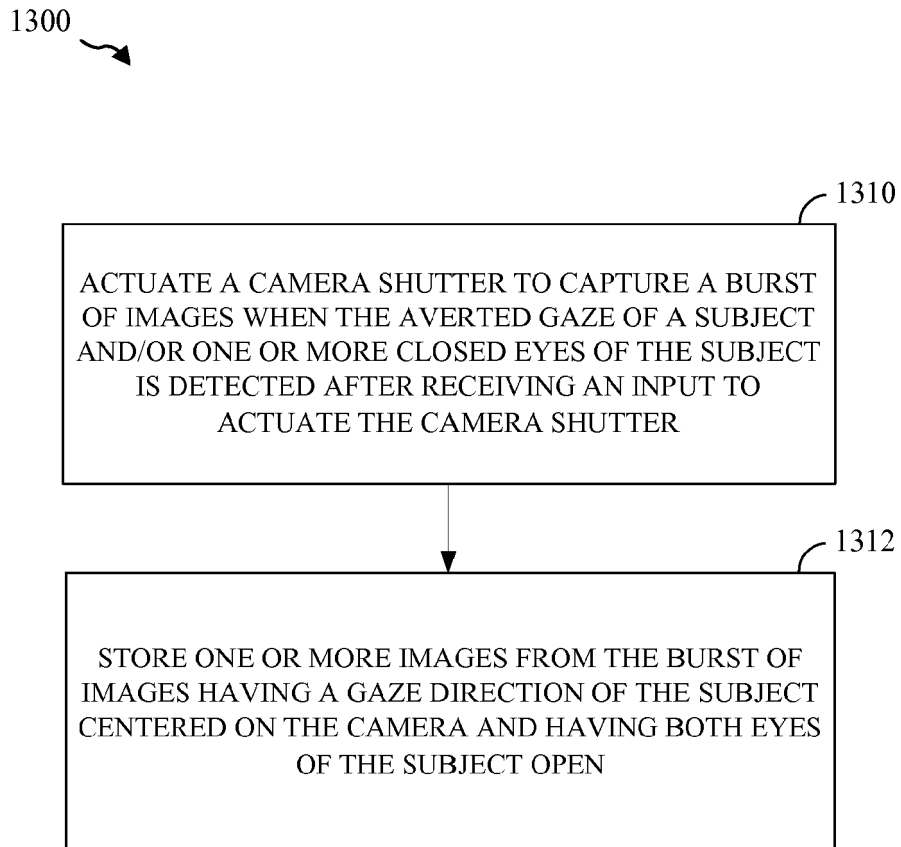 1300
1310
ACTUATE A CAMERA SHUTTER TO CAPTURE A BURST
OF IMAGES WHEN THE AVERTED GAZE OF A SUBJECT
AND/OR ONE OR MORE CLOSED EYES OF THE SUBJECT
IS DETECTED AFTER RECEIVING AN INPUT TO
ACTUATE THE CAMERA SHUTTER
1312
STORE ONE OR MORE IMAGES FROM THE BURST OF
IMAGES HAVING A GAZE DIRECTION OF THE SUBJECT
CENTERED ON THE CAMERA AND HAVING BOTH EYES
OF THE SUBJECT OPEN